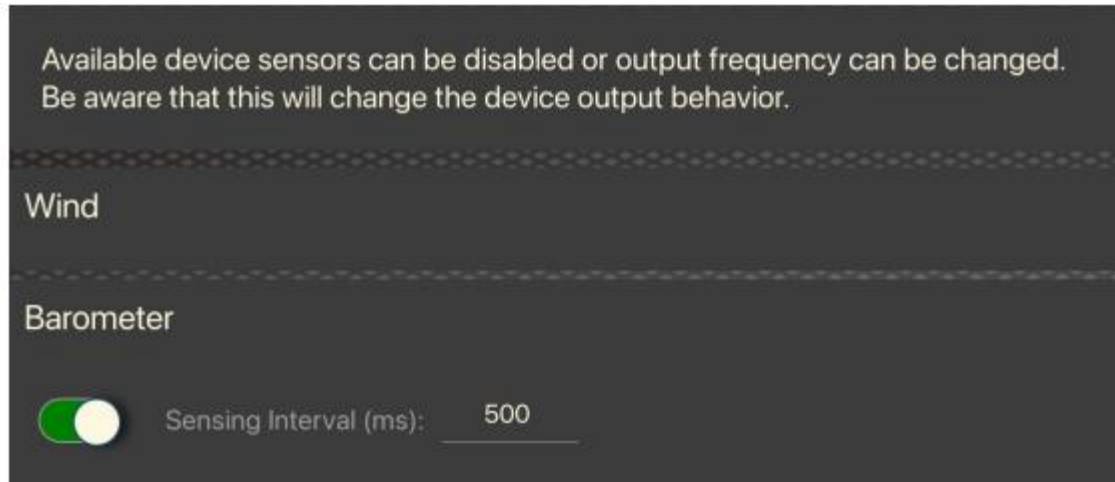 Available device sensors can be disabled or output frequency can be changed.
Be aware that this will change the device output behavior.
Wind
Barometer
Sensing Interval (ms): 500